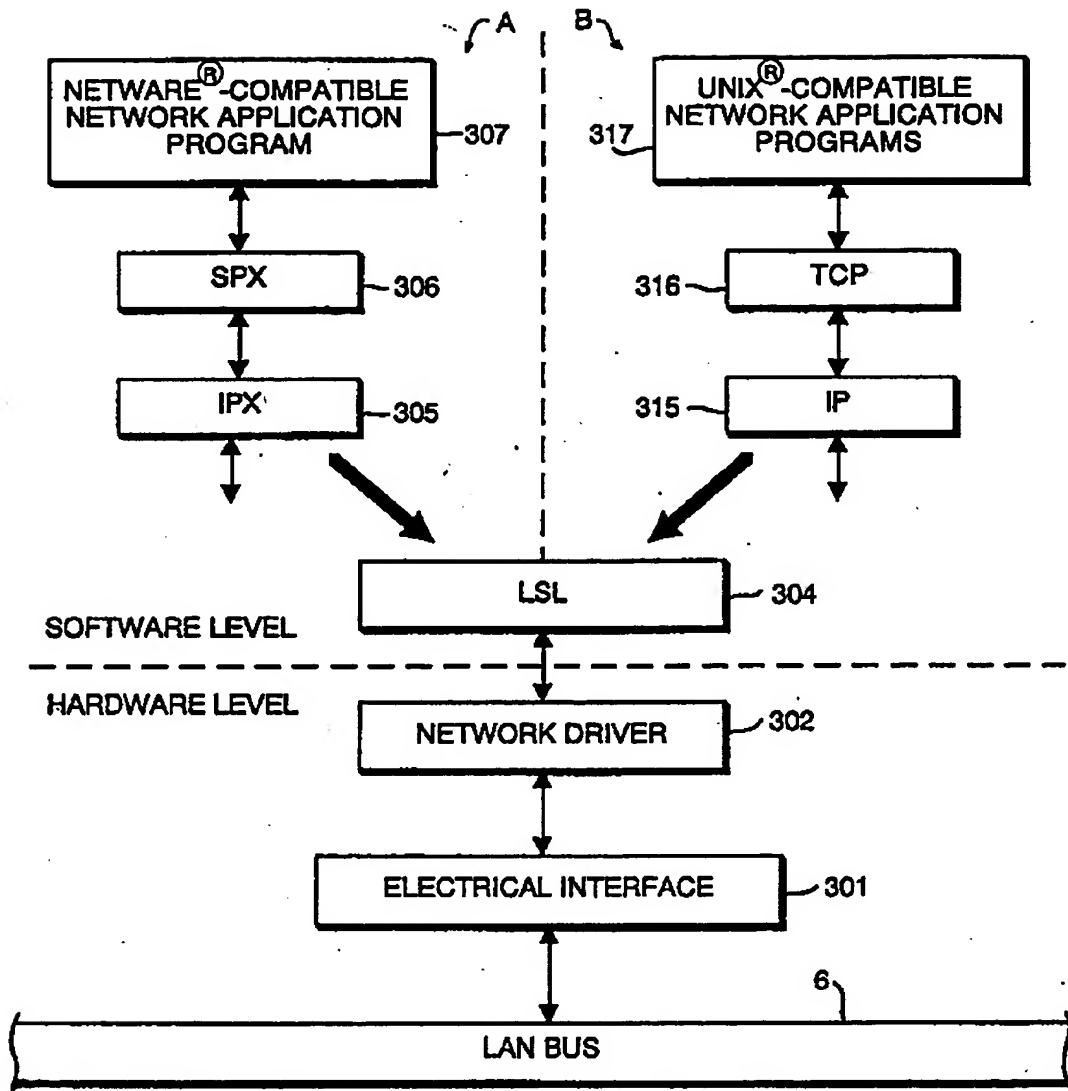 A
B
NETWARE®-COMPATIBLE
NETWORK APPLICATION
PROGRAM
307
UNIX®-COMPATIBLE
NETWORK APPLICATION
PROGRAMS
317
SPX
306
316
TCP
IPX
305
315
IP
LSL
304
SOFTWARE LEVEL
HARDWARE LEVEL
NETWORK DRIVER
302
ELECTRICAL INTERFACE
301
6
LAN BUS